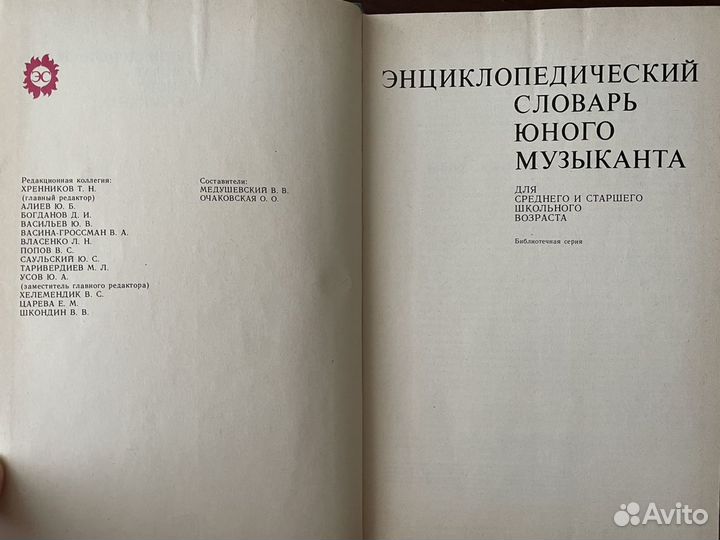 ЭС
Редакционная коллегия:
ХРЕННИКОВ Т. Н.
(главный редактор)
АЛИЕВ Ю. Б.
БОГДАНОВ Д. И.
ВАСИЛЬЕВ Ю. В.
ВАСИНА-ГРОССМАН В. А.
ВЛАСЕНКО Л. Н.
ПОПОВ В. С.
САУЛЬСКИЙ Ю. С.
ТАРИВЕРДИЕВ М. Л.
УСОВ Ю. А.
(заместитель главного редактора)
ХЕЛЕМЕНДИК В. С.
ЦАРЕВА Е. М.
ШКОНДИН В. В.
Составители:
МЕДУШЕВСКИЙ В. В.
ОЧАКОВСКАЯ О. О.
ЭНЦИКЛОПЕДИЧЕСКИЙ
СЛОВАРЬ
ЮНОГО
МУЗЫКАНТА
ДЛЯ
СРЕДНЕГО И СТАРШЕГО
ШКОЛЬНОГО
ВОЗРАСТА
Библиотечная серия
Avito